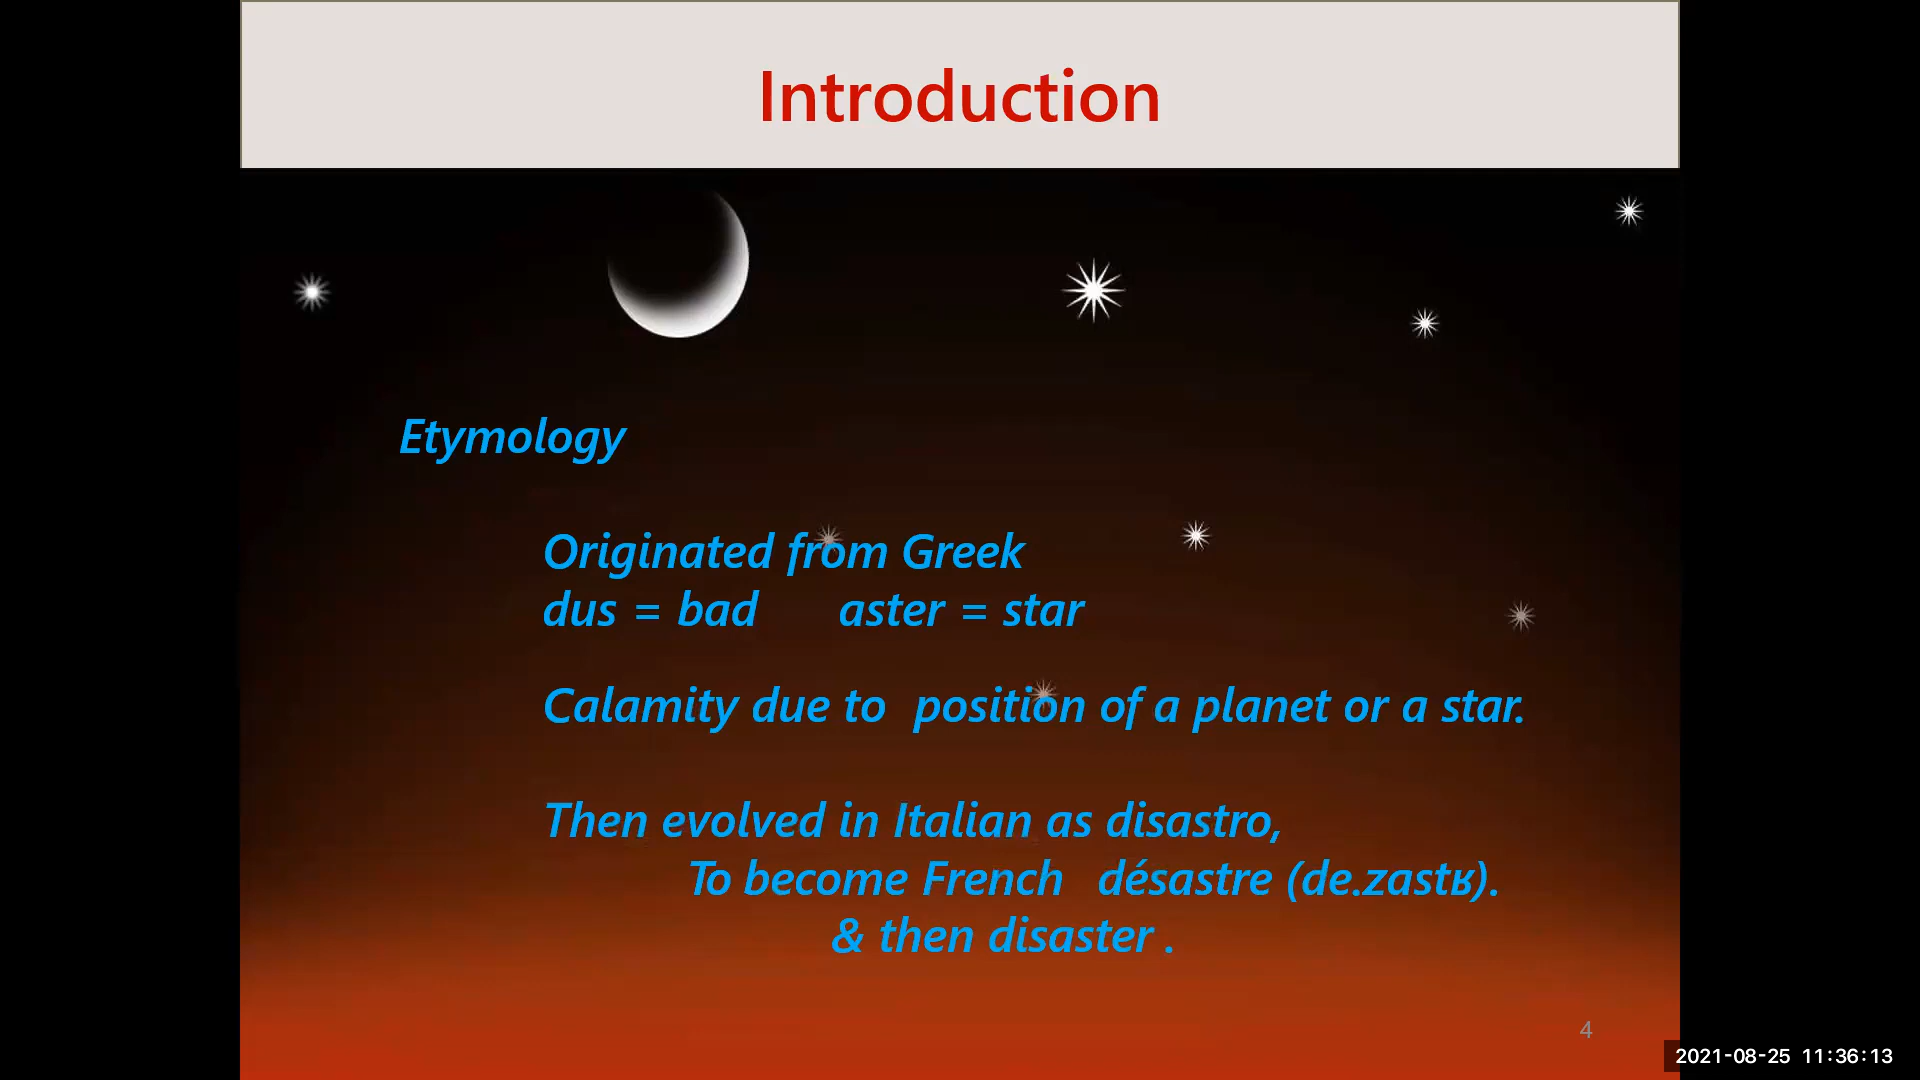 Introduction
Etymology
Originated from Greek
dus = bad aster = star
Calamity due to position of a planet or a star.
Then evolved in Italian as disastro,
To become French désastre (de.zastʁ).
& then disaster .
4
2021-08-25 11:36:13